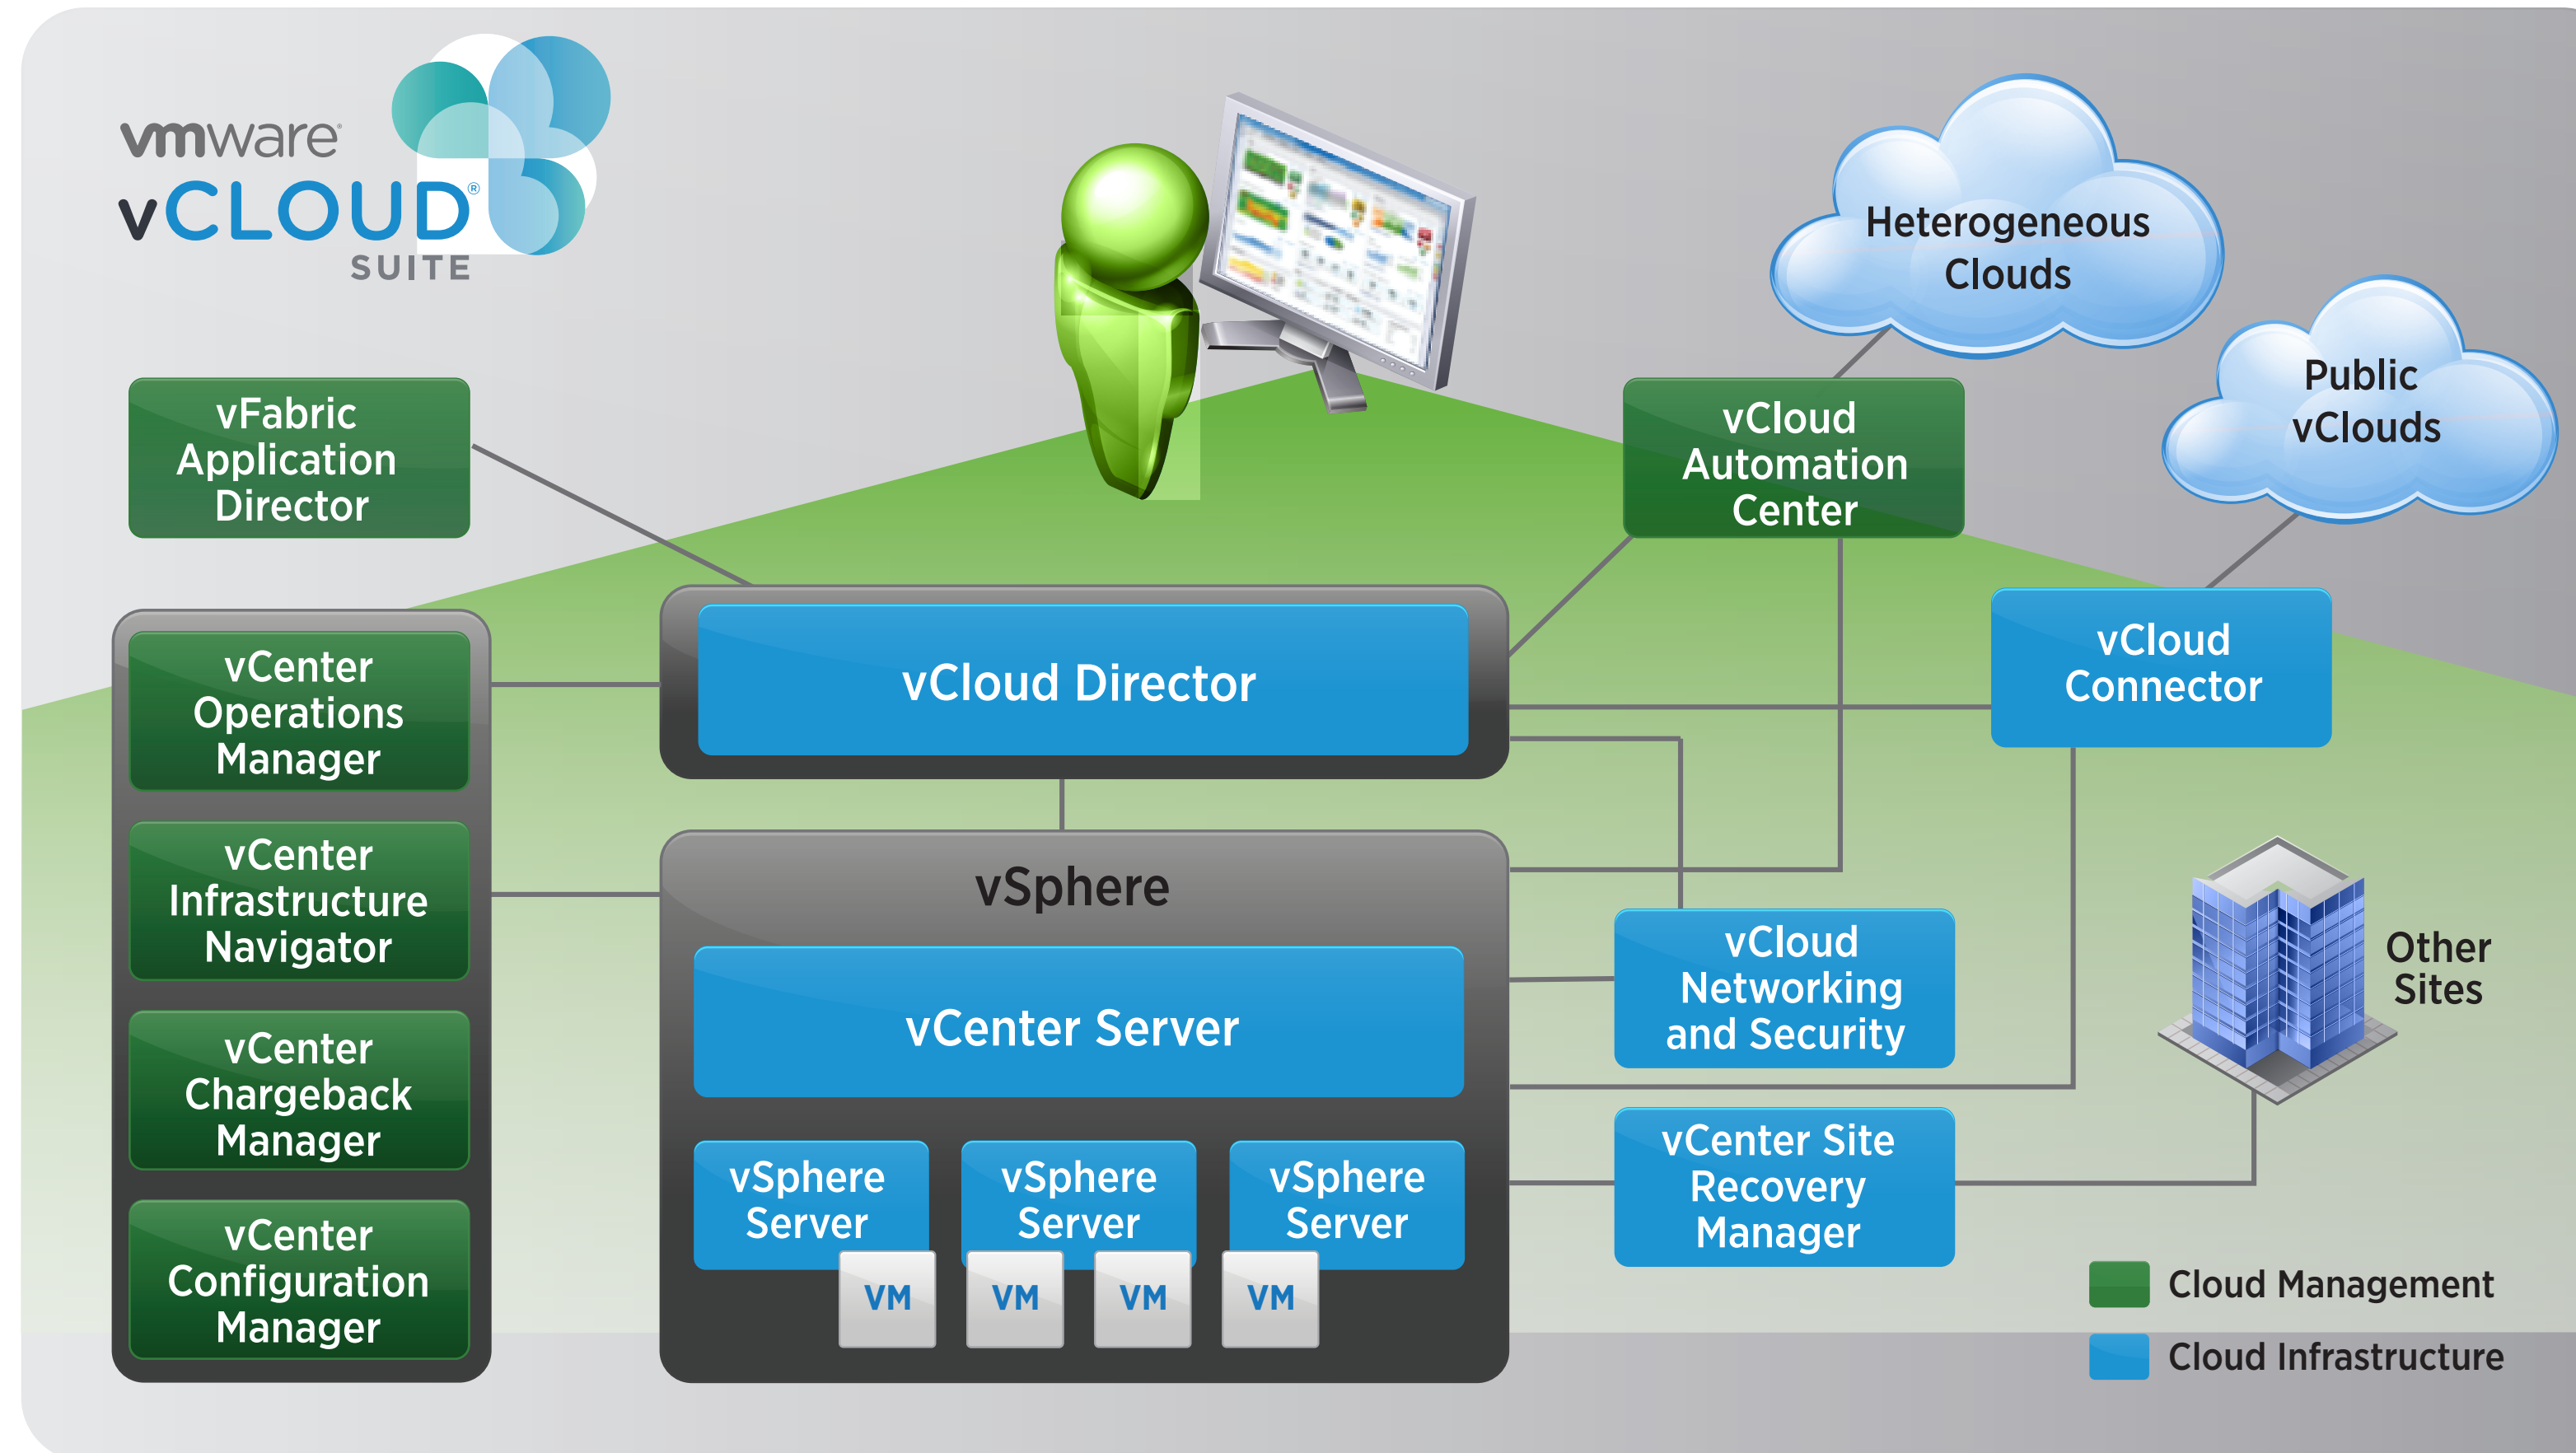 vmware®
vCLOUD®
SUITE
Heterogeneous
Clouds
Public
vClouds
vFabric
Application
Director
vCloud
Automation
Center
vCenter
Operations
Manager
vCloud Director
vCloud
Connector
vCenter
Infrastructure
Navigator
vSphere
vCenter Server
vCloud
Networking
and Security
Other
Sites
vCenter
Chargeback
Manager
vSphere
Server
vSphere
Server
vSphere
Server
vCenter Site
Recovery
Manager
vCenter
Configuration
Manager
VM
VM
VM
VM
Cloud Management
Cloud Infrastructure